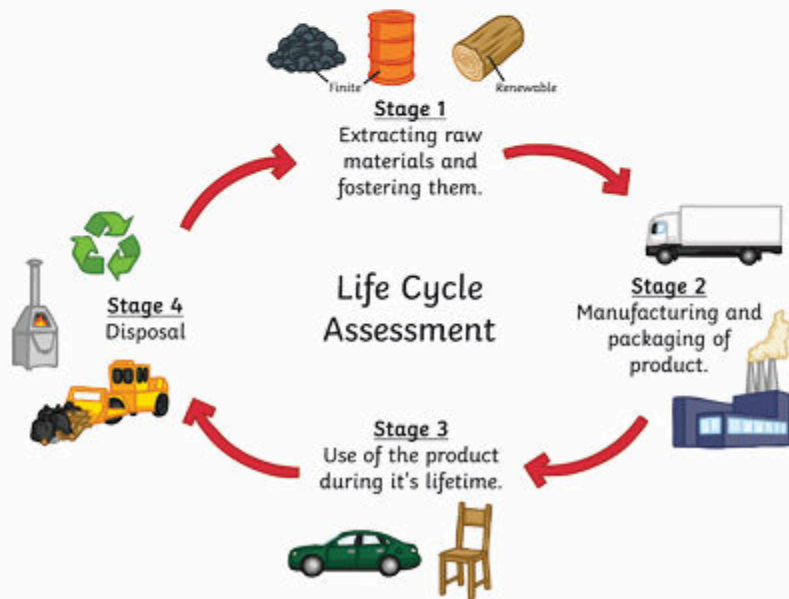 Finite
Renewable
Stage 1
Extracting raw
materials and
fostering them.
Life Cycle
Assessment
Stage 2
Manufacturing and
packaging of
product.
Stage 3
Use of the product
during it's lifetime.
Stage 4
Disposal